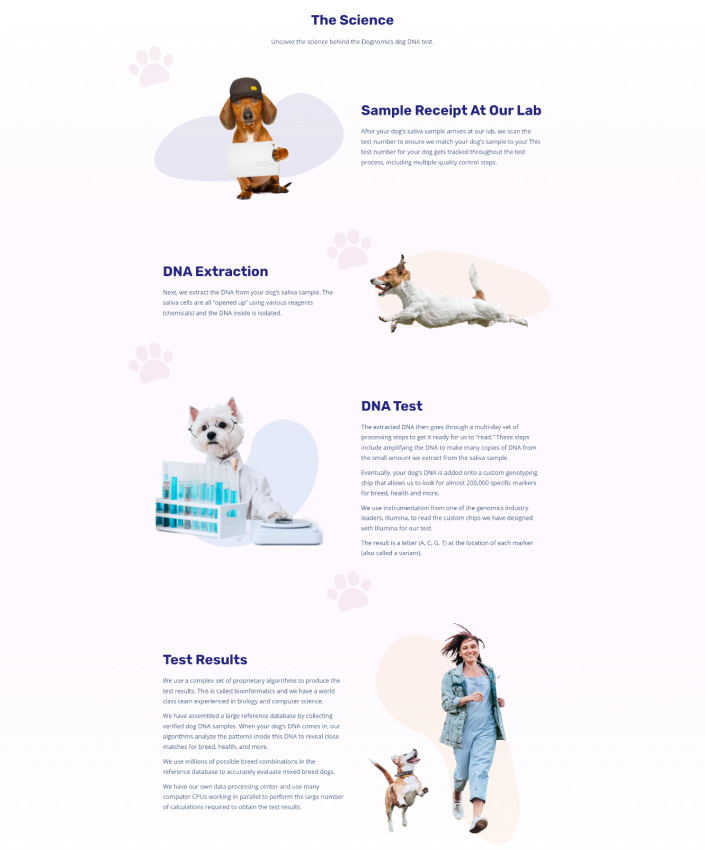 The Science
Uncover the science behind the Dognomics dog DNA test.
Sample Receipt At Our Lab
After your dog's saliva sample arrives at our lab, we scan the
test number to ensure we match your dog's sample to you! This
test number for your dog gets tracked throughout the test
process, including multiple quality control steps.
DNA Extraction
Next, we extract the DNA from your dog's saliva sample. The
saliva cells are all "opened up" using various reagents
(chemicals) and the DNA inside is isolated.
DNA Test
The extracted DNA then goes through a multi-day set of
processing steps to get it ready for us to "read." These steps
include amplifying the DNA to make many copies of DNA from
the small amount we extract from the saliva sample.
Eventually, your dog's DNA is added onto a custom genotyping
chip that allows us to look for almost 200,000 specific markers
for breed, health and more.
We use instrumentation from one of the genomics industry
leaders, Illumina, to read the custom chips we have designed
with Illumina for our test.
The result is a letter (A, C, G, T) at the location of each marker
(also called a variant).
Test Results
We use a complex set of proprietary algorithms to produce the
test results. This is called bioinformatics and we have a world
class team experienced in biology and computer science.
We have assembled a large reference database by collecting
verified dog DNA samples. When your dog's DNA comes in, our
algorithms analyze the patterns inside this DNA to reveal close
matches for breed, health, and more.
We use millions of possible breed combinations in the
reference database to accurately evaluate mixed breed dogs.
We have our own data processing center and use many
computer CPUs working in parallel to perform the large number
of calculations required to obtain the test results.